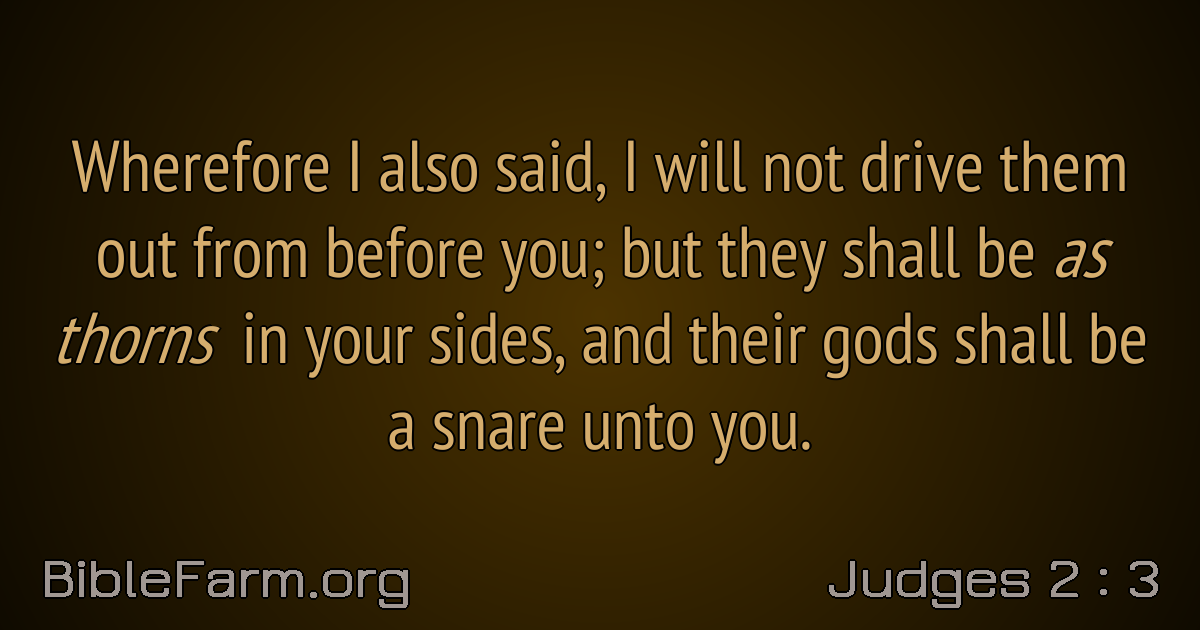 Wherefore I also said, I will not drive them
out from before you; but they shall be as
thorns in your sides, and their gods shall be
a snare unto you.
BibleFarm.org
Judges 2 : 3